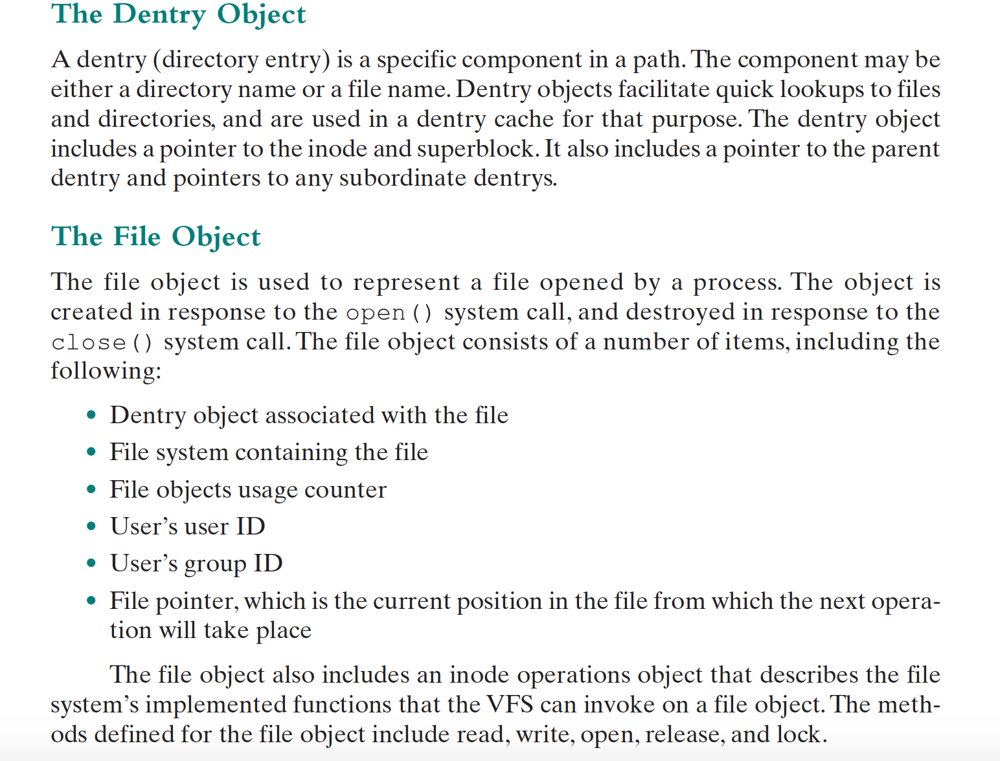 The Dentry Object
A dentry (directory entry) is a specific component in a path. The component may be
either a directory name or a file name. Dentry objects facilitate quick lookups to files
and directories, and are used in a dentry cache for that purpose. The dentry object
includes a pointer to the inode and superblock. It also includes a pointer to the parent
dentry and pointers to any subordinate dentrys.
The File Object
The file object is used to represent a file opened by a process. The object is
created in response to the open() system call, and destroyed in response to the
close() system call. The file object consists of a number of items, including the
following:
• Dentry object associated with the file
• File system containing the file
• File objects usage counter
• User’s user ID
• User’s group ID
• File pointer, which is the current position in the file from which the next opera-
tion will take place
The file object also includes an inode operations object that describes the file
system’s implemented functions that the VFS can invoke on a file object. The meth-
ods defined for the file object include read, write, open, release, and lock.